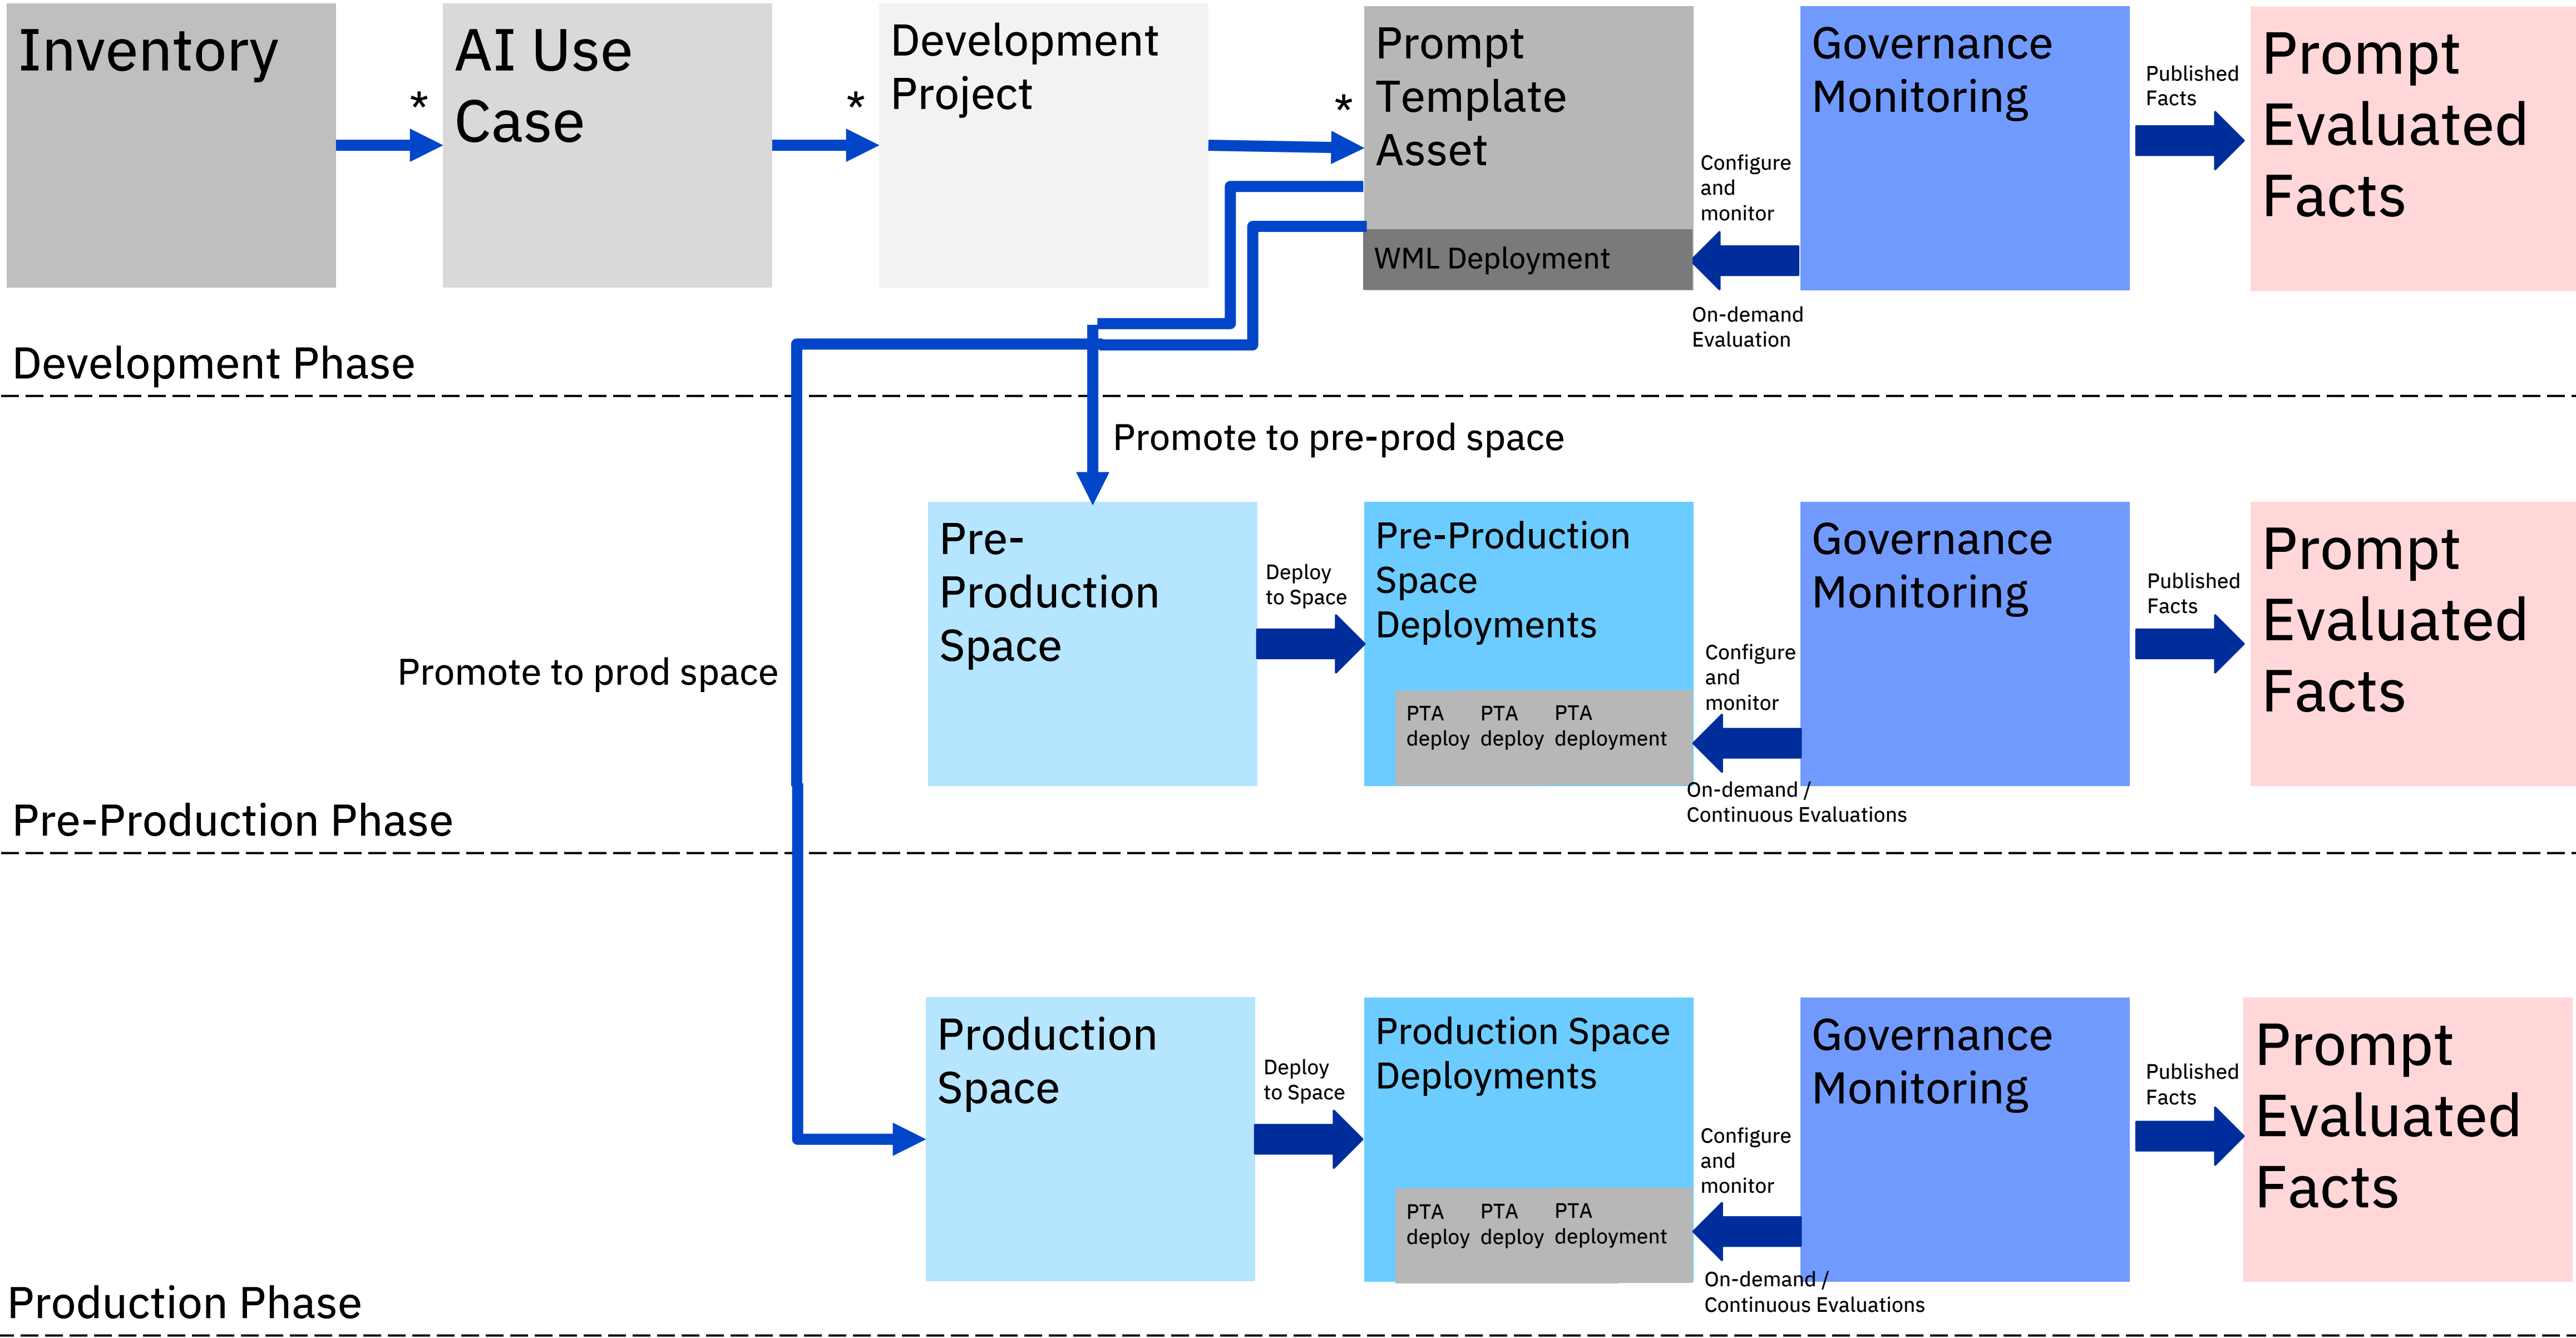 Inventory
*
AI Use
Case
*
Development
Project
*
Prompt
Template
Asset
WML Deployment
Configure
and
monitor
On-demand
Evaluation
Governance
Monitoring
Published
Facts
Prompt
Evaluated
Facts
Development Phase
Promote to pre-prod space
Promote to prod space
Pre-
Production
Space
Deploy
to Space
Pre-Production
Space
Deployments
PTA
deploy
PTA
deploy
PTA
deployment
Configure
and
monitor
On-demand /
Continuous Evaluations
Governance
Monitoring
Published
Facts
Prompt
Evaluated
Facts
Pre-Production Phase
Production
Space
Deploy
to Space
Production Space
Deployments
PTA
deploy
PTA
deploy
PTA
deployment
Configure
and
monitor
On-demand /
Continuous Evaluations
Governance
Monitoring
Published
Facts
Prompt
Evaluated
Facts
Production Phase